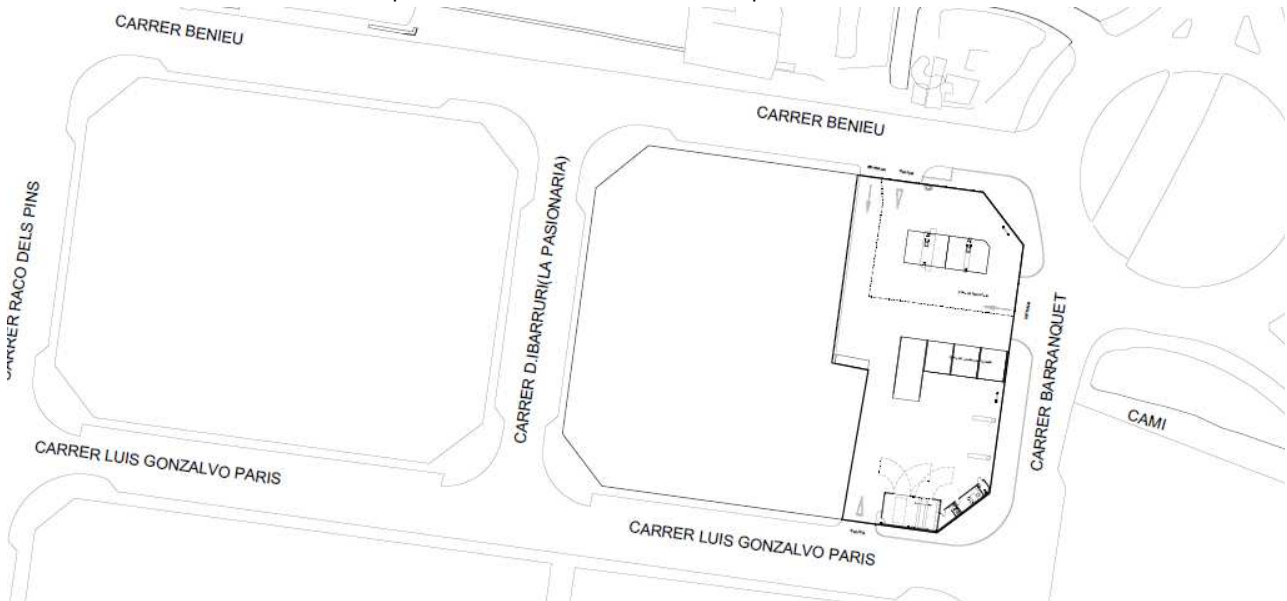 CARRER BENIEU
CARRER BENIEU
CARRER RACO DELS PINS
CARRER D.IBARRURI(LA PASIONARIA)
CARRER BARRANQUET
CAMI
CARRER LUIS GONZALVO PARIS
CARRER LUIS GONZALVO PARIS